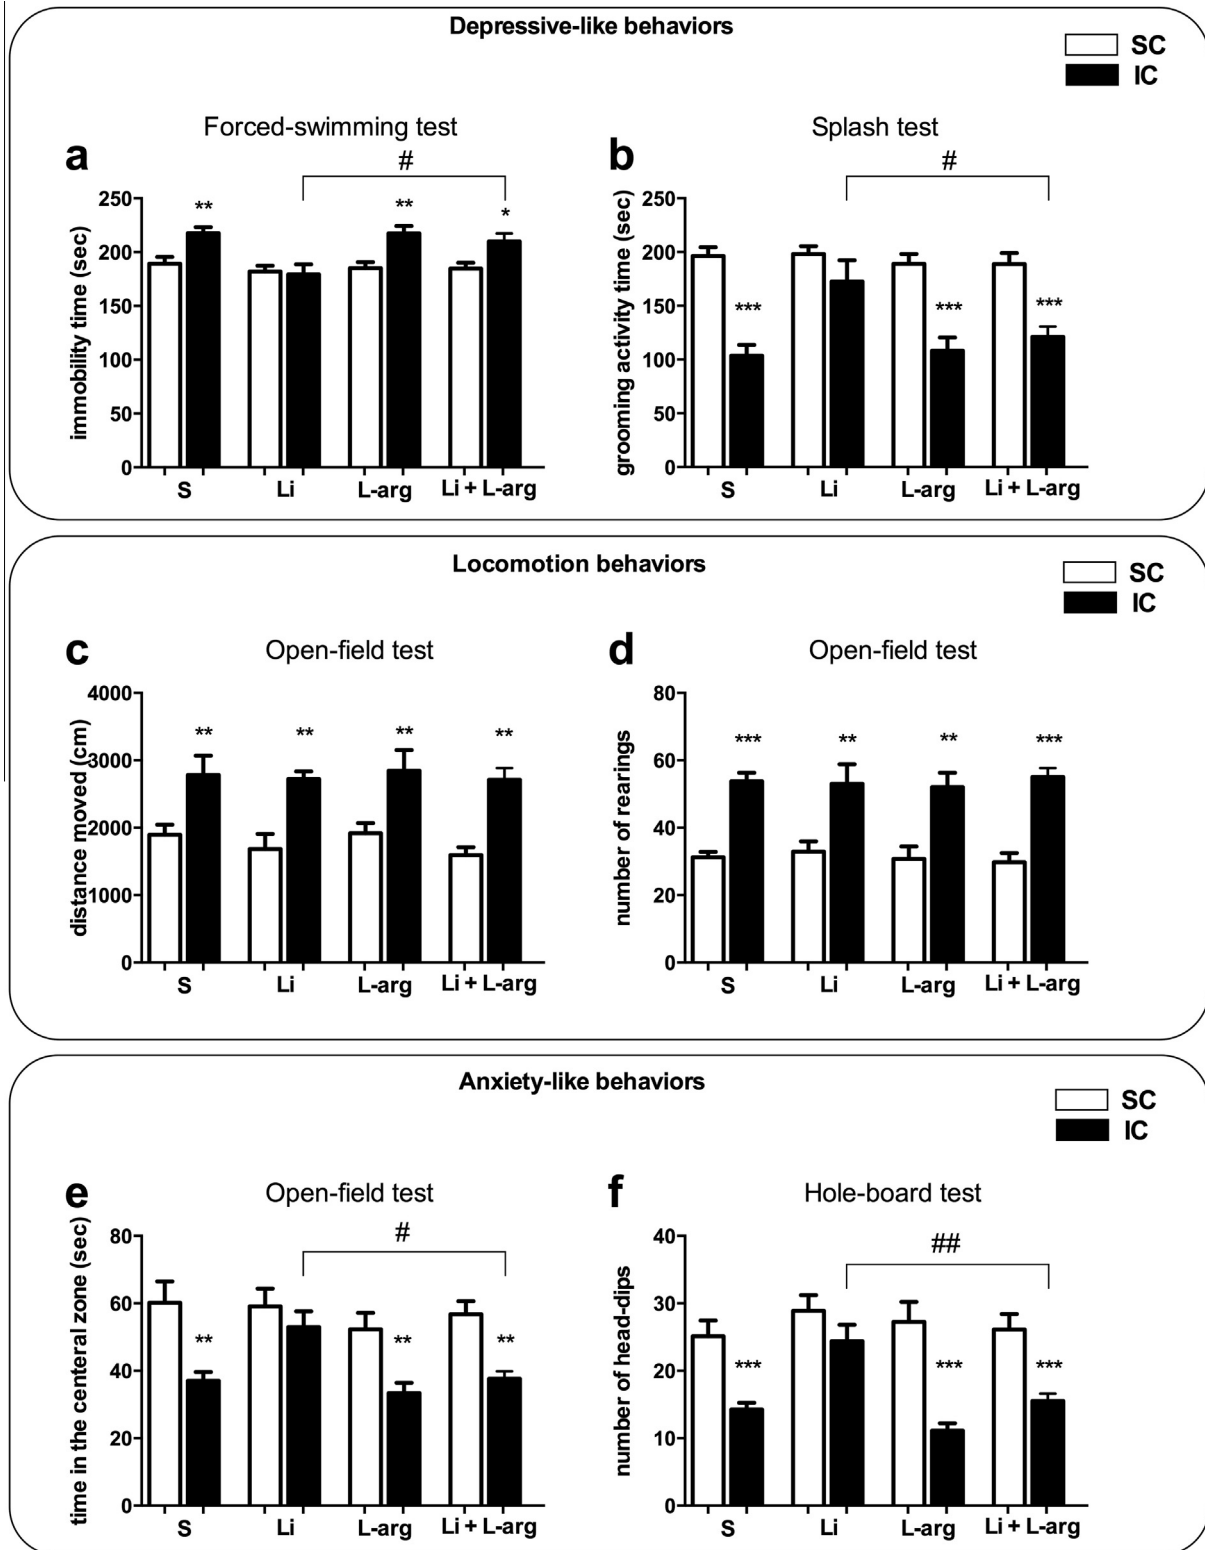 Depressive-like behaviors
SC
IC
a
Forced-swimming test
#
immobility time (sec)
250
200
150
100
50
0
**
**
*
S
Li
L-arg
Li + L-arg
b
Splash test
#
grooming activity time (sec)
250
200
150
100
50
0
***
***
***
S
Li
L-arg
Li + L-arg
Locomotion behaviors
SC
IC
c
Open-field test
distance moved (cm)
4000
3000
2000
1000
0
**
**
**
**
S
Li
L-arg
Li + L-arg
d
Open-field test
number of rearings
80
60
40
20
0
***
**
**
***
S
Li
L-arg
Li + L-arg
Anxiety-like behaviors
SC
IC
e
Open-field test
#
time in the centeral zone (sec)
80
60
40
20
0
**
**
**
S
Li
L-arg
Li + L-arg
f
Hole-board test
##
number of head-dips
40
30
20
10
0
***
***
***
S
Li
L-arg
Li + L-arg